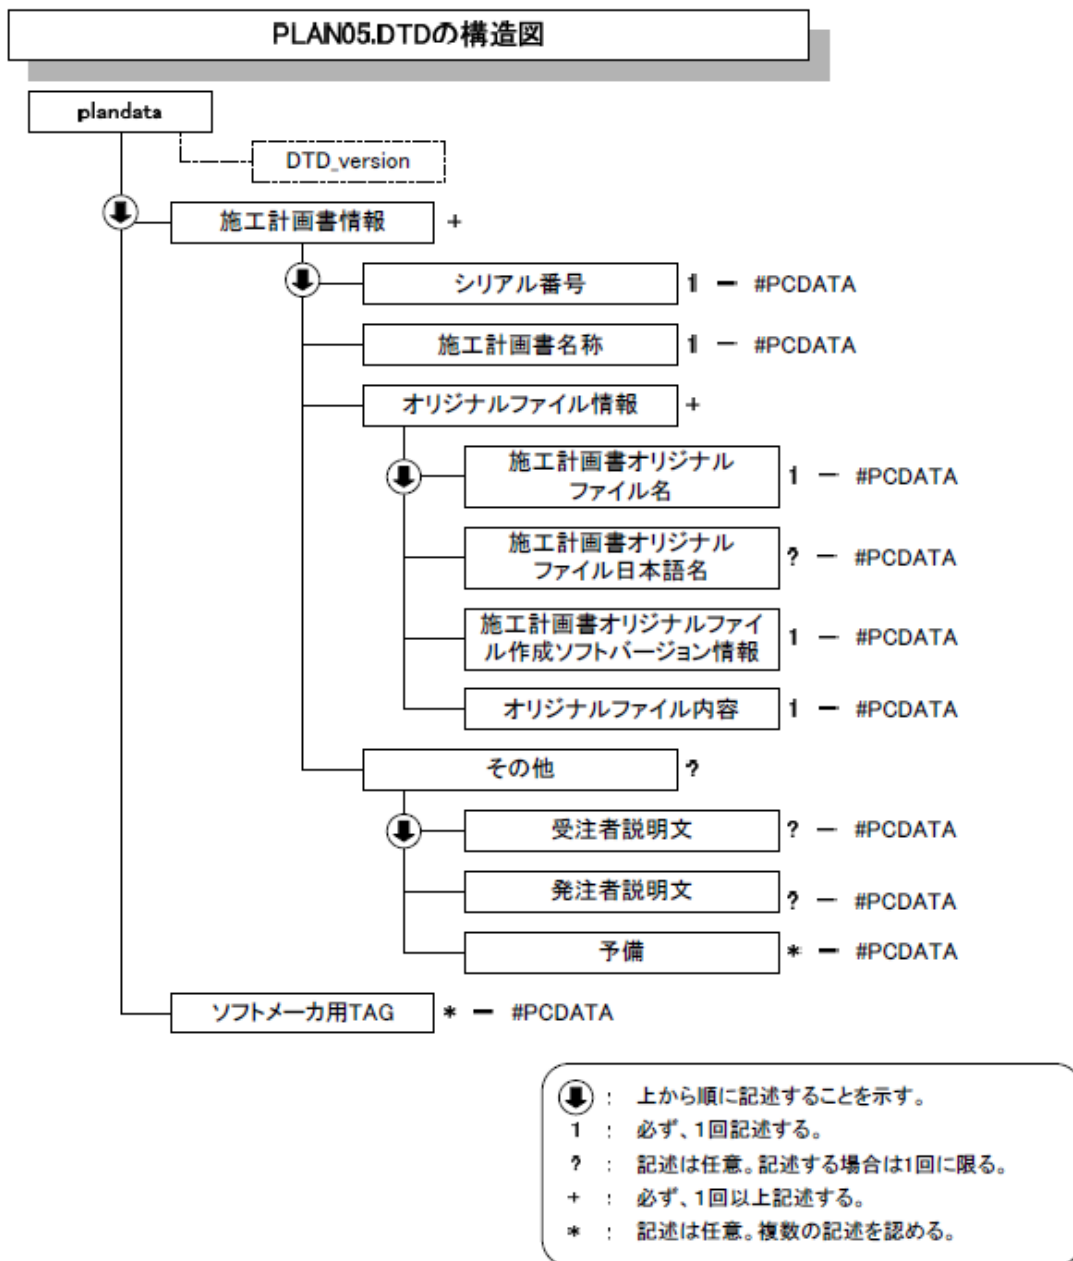 PLAN05.DTDの構造図
plandata
DTD_version
施工計画書情報 +
シリアル番号 1 － #PCDATA
施工計画書名称 1 － #PCDATA
オリジナルファイル情報 +
施工計画書オリジナル
ファイル名 1 － #PCDATA
施工計画書オリジナル
ファイル日本語名 ? － #PCDATA
施工計画書オリジナルファイ
ル作成ソフトバージョン情報 1 － #PCDATA
オリジナルファイル内容 1 － #PCDATA
その他 ?
受注者説明文 ? － #PCDATA
発注者説明文 ? － #PCDATA
予備 * － #PCDATA
ソフトメーカ用TAG * － #PCDATA
： 上から順に記述することを示す。
1 ： 必ず、1回記述する。
? ： 記述は任意。記述する場合は1回に限る。
+ ： 必ず、1回以上記述する。
* ： 記述は任意。複数の記述を認める。